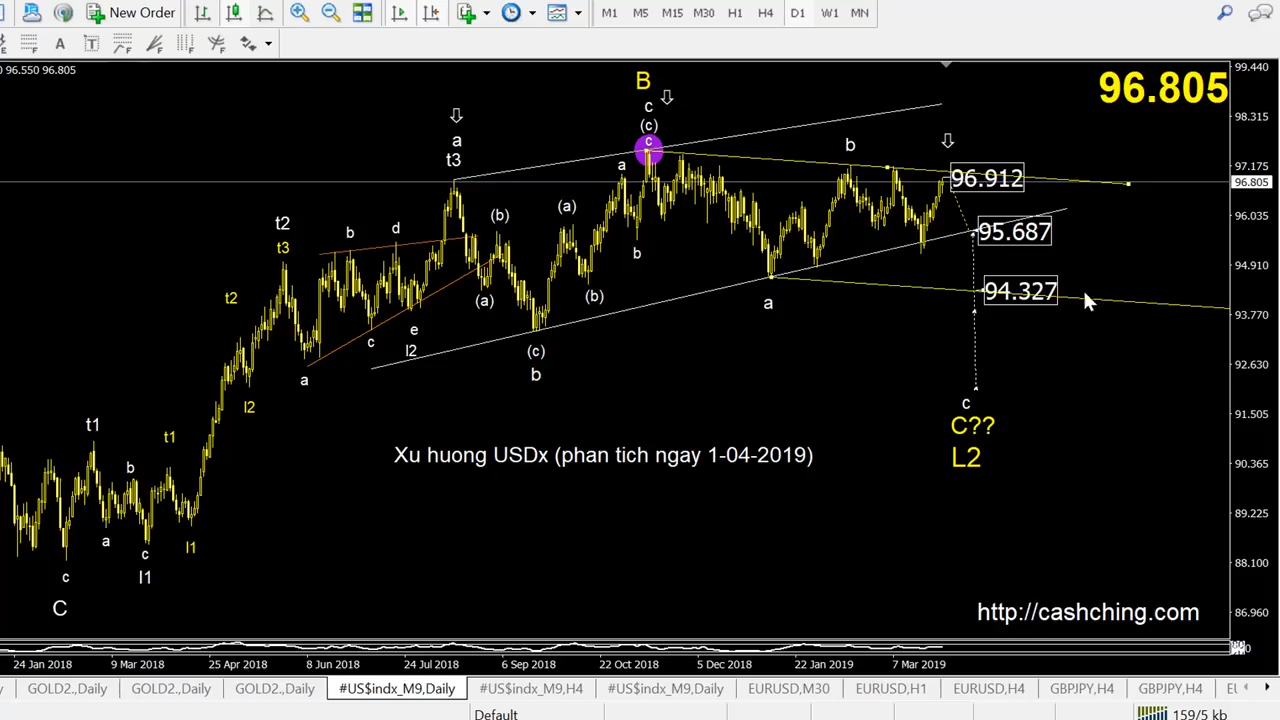 New Order
M1 M5 M15 M30 H1 H4 D1 W1 MN
A T
0 96.550 96.805
99.440
B
96.805
98.315
c
(c)
a
c
t3
a
b
97.175
96.912
96.805
t2
(b)
(a)
96.035
b
d
95.687
t3
b
94.910
t2
(a)
(b)
a
94.327
c
e
93.770
l2
(c)
a
b
92.630
l2
c
91.505
t1
t1
C??
Xu huong USDx (phan tich ngay 1-04-2019)
L2
b
90.365
89.225
a
c
l1
88.100
c
l1
C
http://cashching.com
86.960
24 Jan 2018 9 Mar 2018 25 Apr 2018 8 Jun 2018 24 Jul 2018 6 Sep 2018 22 Oct 2018 5 Dec 2018 22 Jan 2019 7 Mar 2019
GOLD2.,Daily GOLD2.,Daily GOLD2.,Daily #US$indx_M9,Daily #US$indx_M9,H4 #US$indx_M9,Daily EURUSD,M30 EURUSD,H1 EURUSD,H4 GBPJPY,H4 GBPJPY,H4
Default 159/5 kb